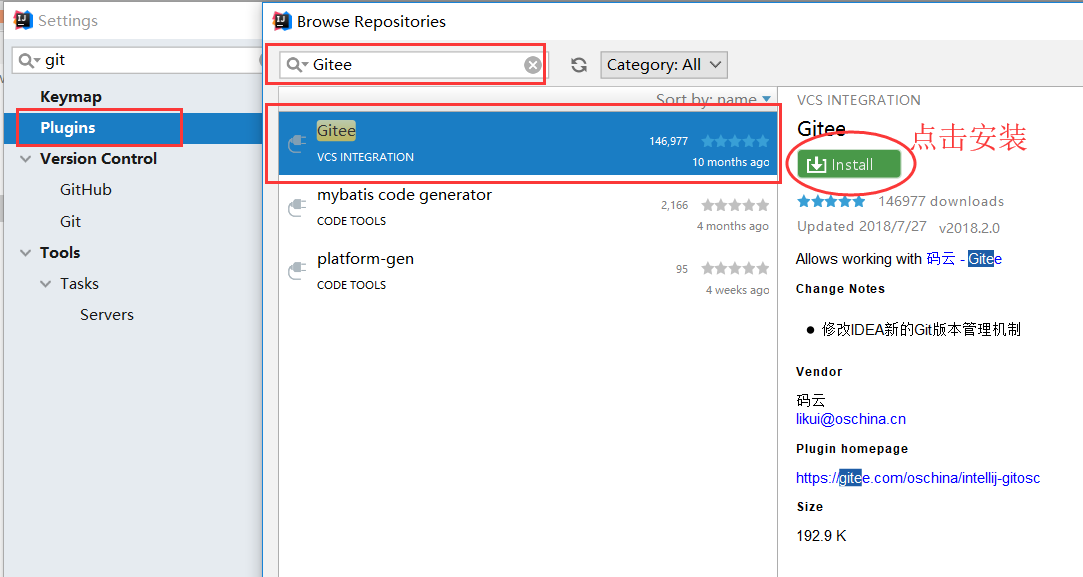 Settings
git
Keymap
Plugins
Version Control
GitHub
Git
Tools
Tasks
Servers
Browse Repositories
Gitee
Category: All
Sort by: name
Gitee
146,977
VCS INTEGRATION
10 months ago
mybatis code generator
2,166
CODE TOOLS
4 months ago
platform-gen
95
CODE TOOLS
4 weeks ago
VCS INTEGRATION
Gitee
点击安装
Install
146977 downloads
Updated 2018/7/27 v2018.2.0
Allows working with 码云 - Gitee
Change Notes
● 修改IDEA新的Git版本管理机制
Vendor
码云
likui@oschina.cn
Plugin homepage
https://gitee.com/oschina/intellij-gitosc
Size
192.9 K